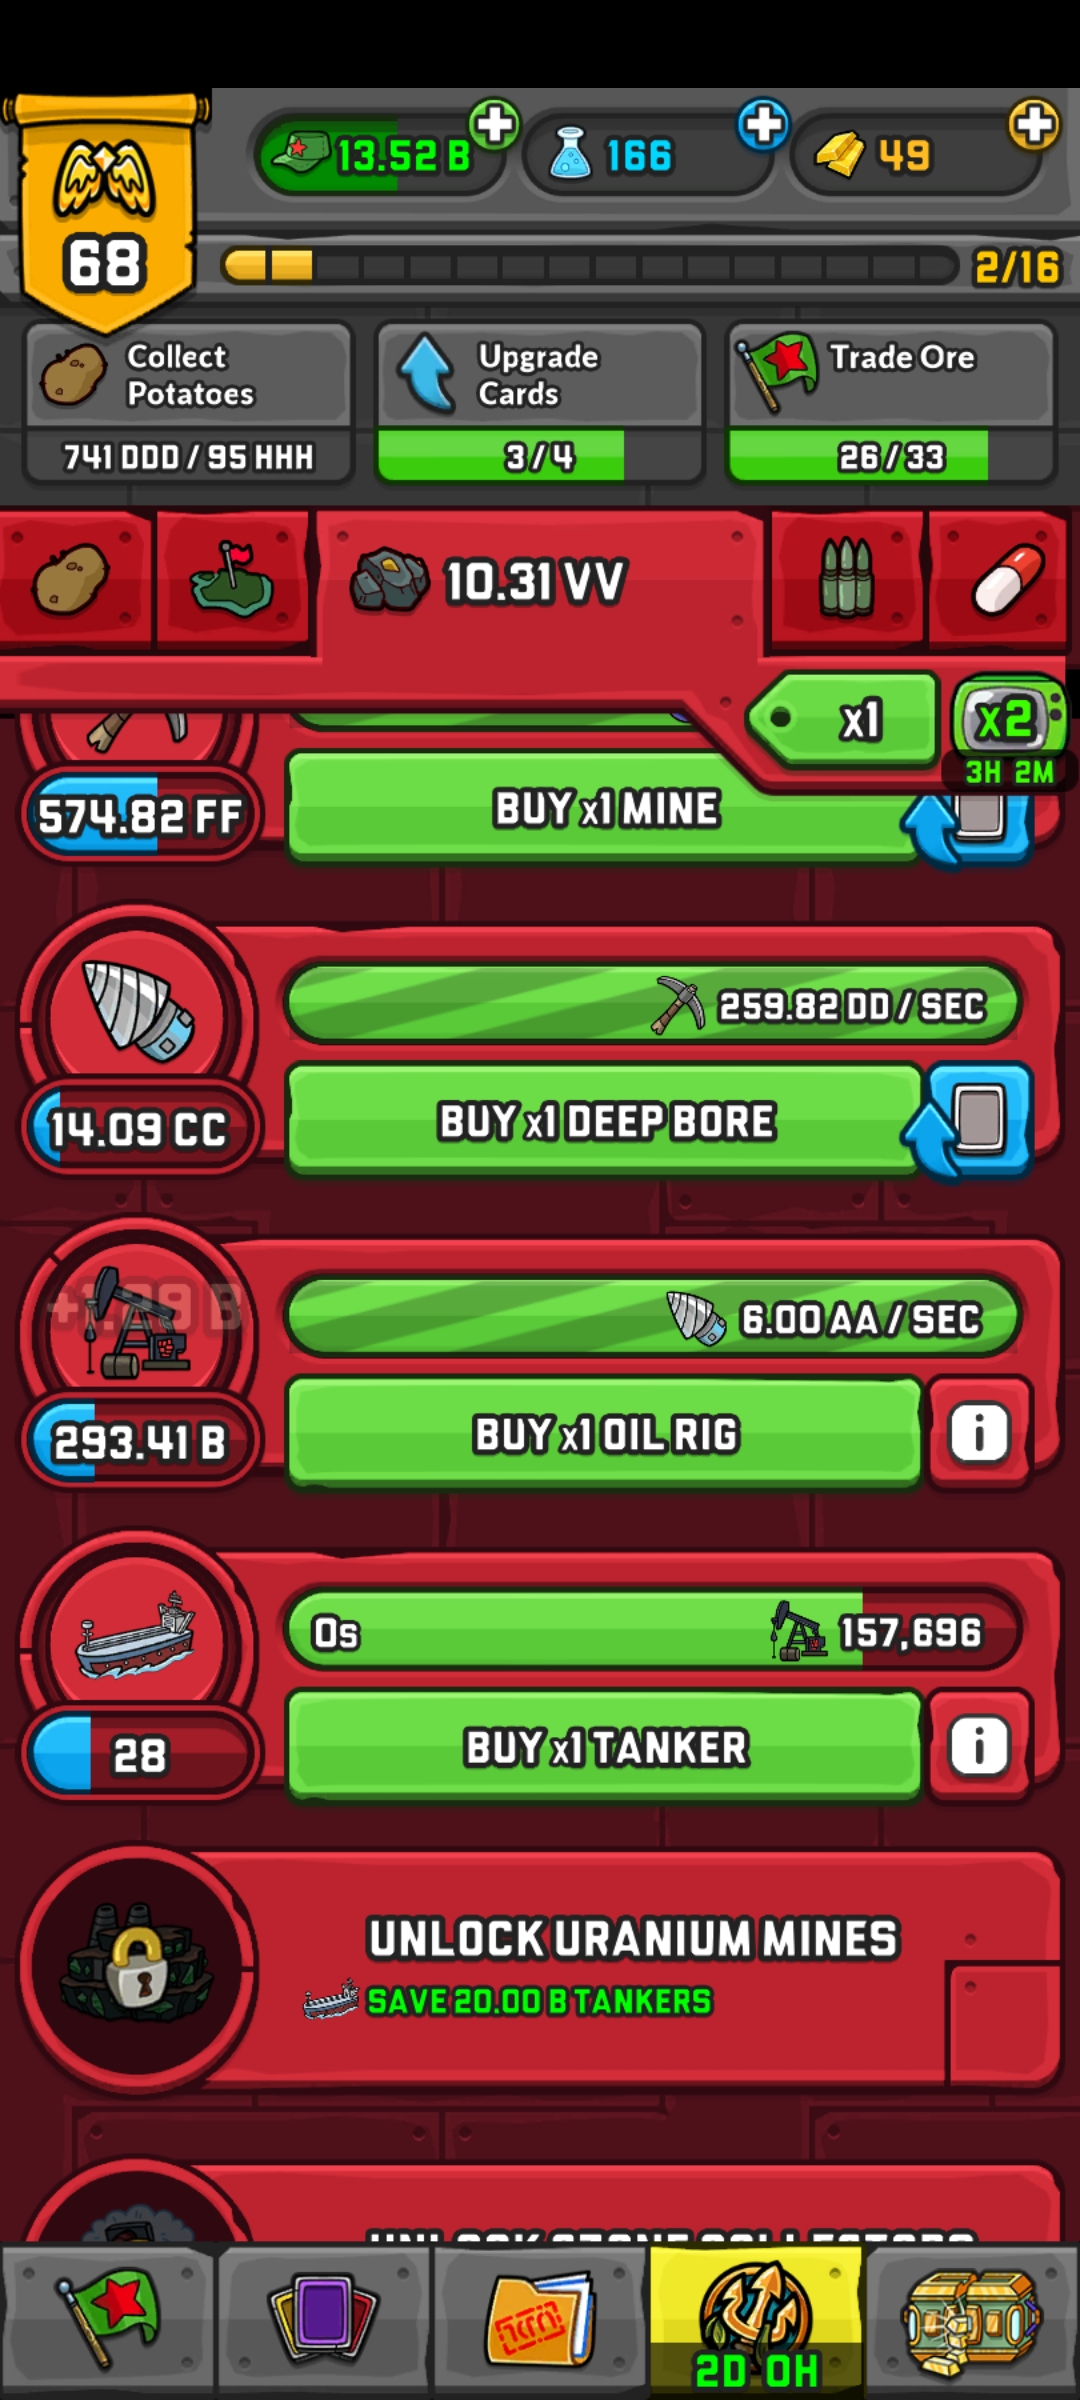 13.52 B
166
49
68
2/16
Collect
Potatoes
741 DDD / 95 HHH
Upgrade
Cards
3/4
Trade Ore
26/33
10.31 VV
x1
x2
3H 2M
574.82 FF
BUY x1 MINE
259.82 DD / SEC
14.09 CC
BUY x1 DEEP BORE
+1.29 B
6.00 AA / SEC
293.41 B
BUY x1 OIL RIG
i
0s
157,696
28
BUY x1 TANKER
i
UNLOCK URANIUM MINES
SAVE 20.00 B TANKERS
2D 0H